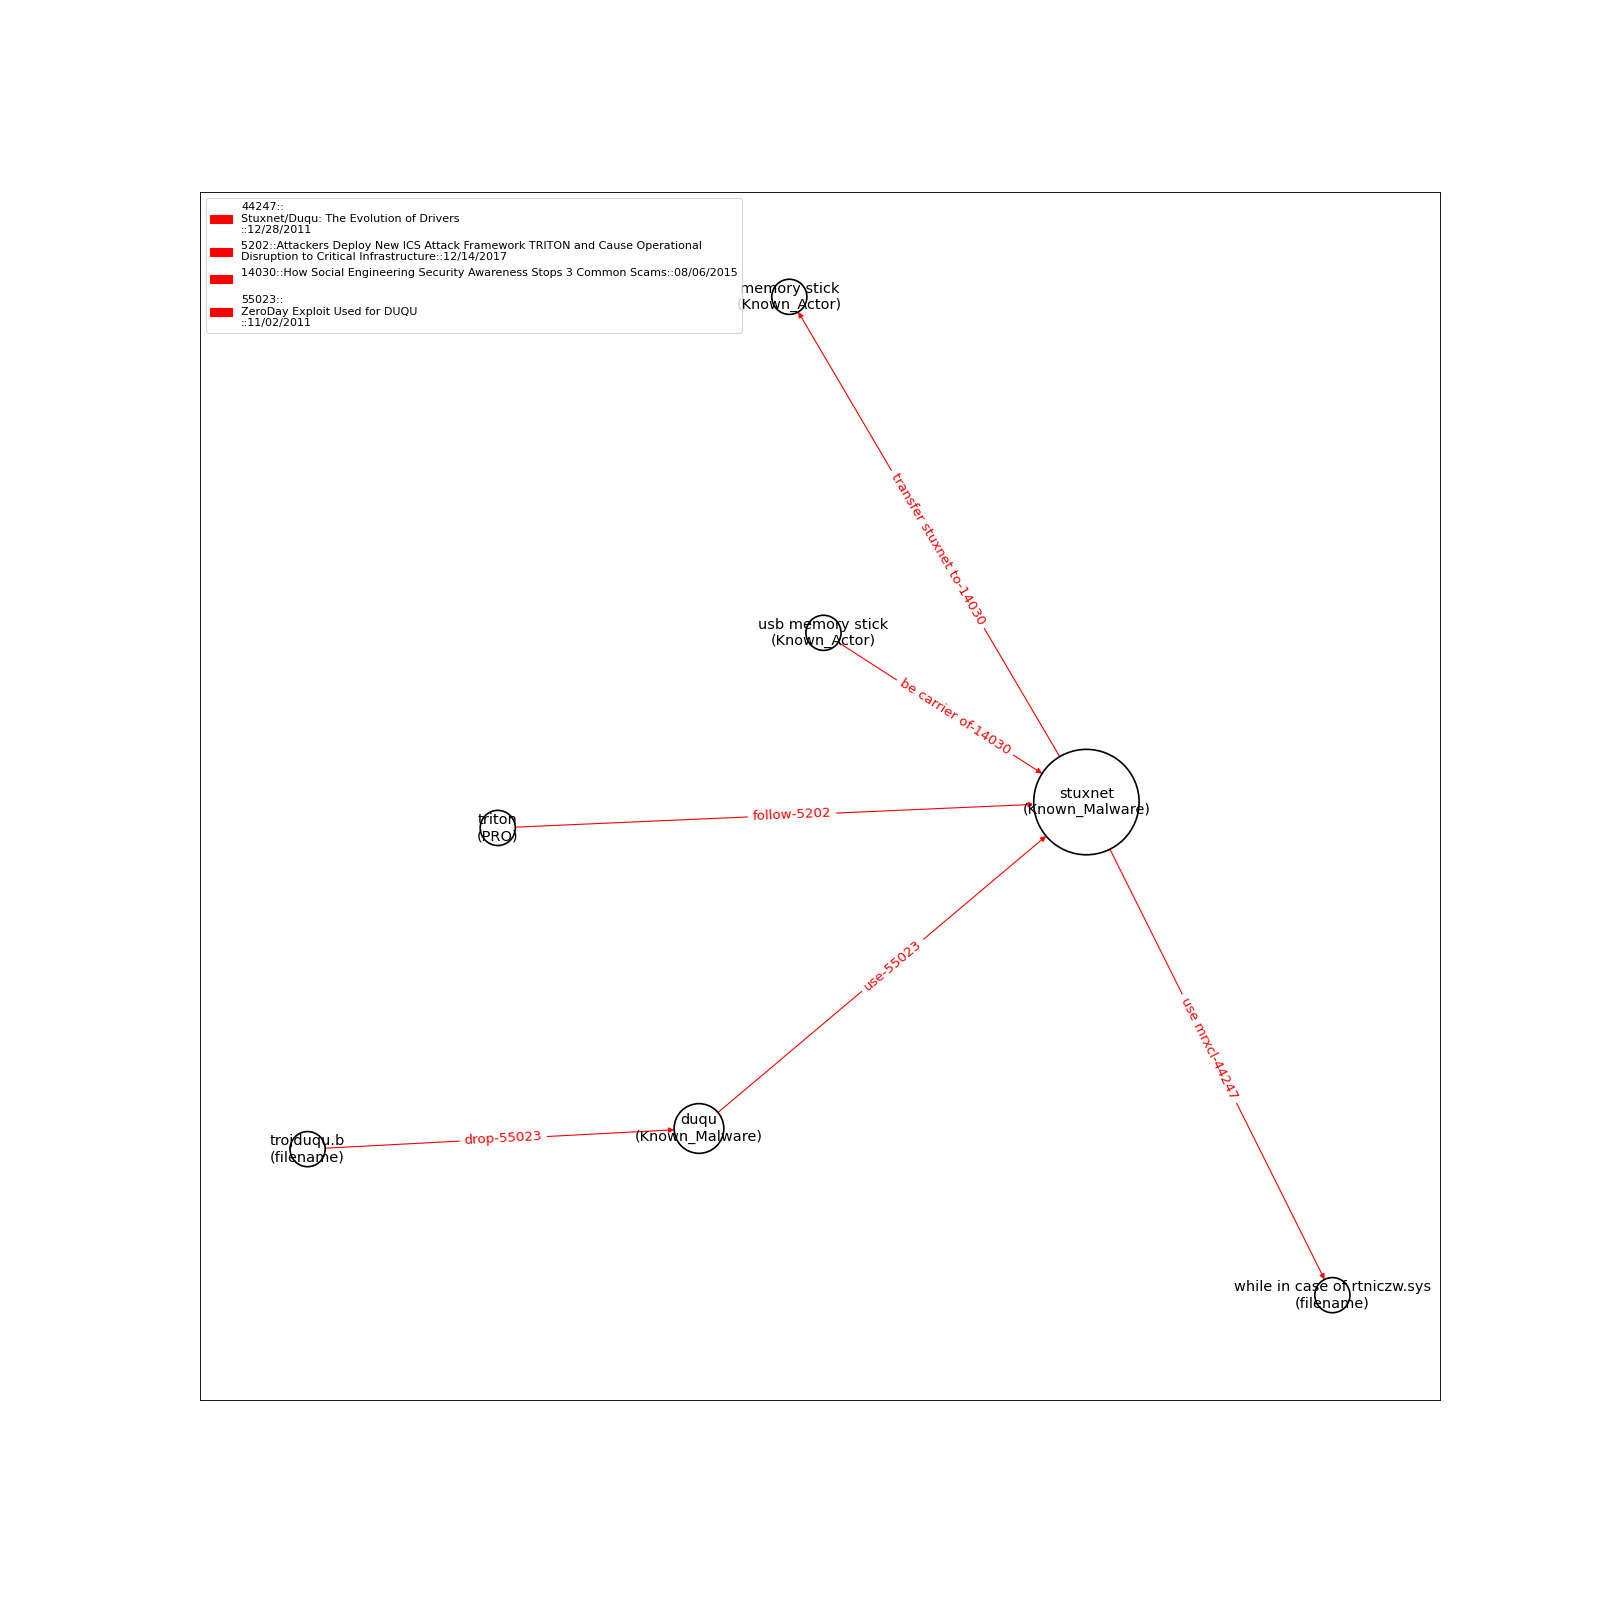 44247::
Stuxnet/Duqu: The Evolution of Drivers
::12/28/2011
5202::Attackers Deploy New ICS Attack Framework TRITON and Cause Operational
Disruption to Critical Infrastructure::12/14/2017
14030::How Social Engineering Security Awareness Stops 3 Common Scams::08/06/2015
55023::
ZeroDay Exploit Used for DUQU
::11/02/2011
memory stick
(Known_Actor)
transfer stuxnet to-14030
usb memory stick
(Known_Actor)
be carrier of-14030
stuxnet
(Known_Malware)
triton
(PRO)
follow-5202
use-55023
use mrxcl-44247
duqu
(Known_Malware)
drop-55023
trojduqu.b
(filename)
while in case of rtniczw.sys
(filename)